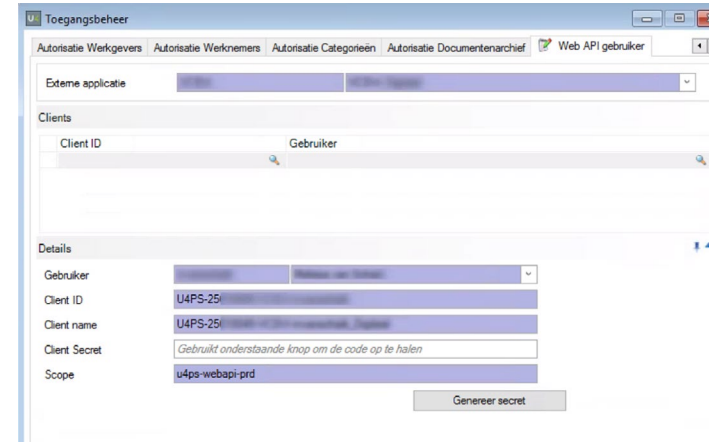 Toegangsbeheer
Autorisatie Werkgevers Autorisatie Werknemers Autorisatie Categorieën Autorisatie Documentenarchief Web API gebruiker
Externe applicatie
Clients
Client ID Gebruiker
Details
Gebruiker
Client ID U4PS-25
Client name U4PS-25
Client Secret Gebruikt onderstaande knop om de code op te halen
Scope u4ps-webapi-prd
Genereer secret